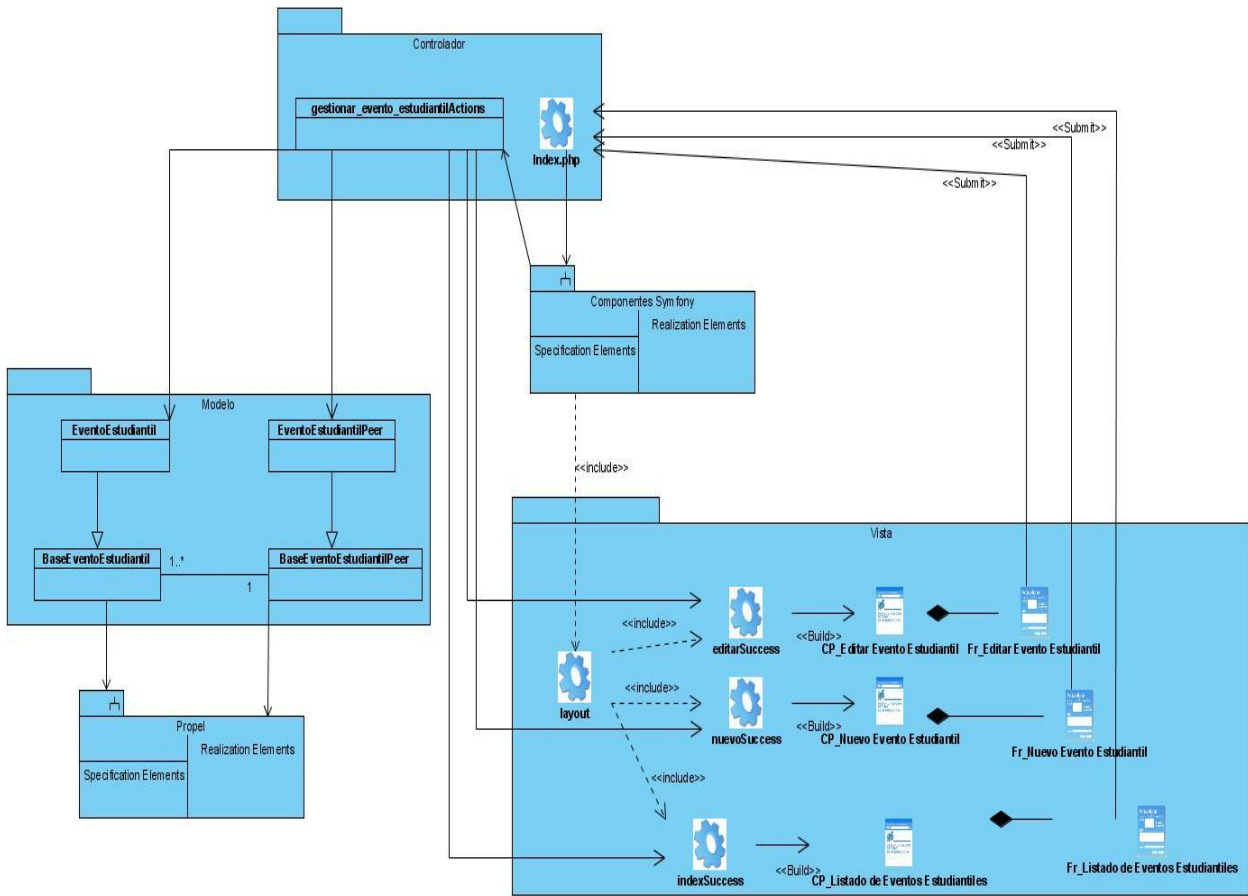 Controlador
gestionar_evento_estudiantilActions
Index.php
<<Submit>>
<<Submit>>
<<Submit>>
Componentes Symfony
Realization Elements
Specification Elements
Modelo
EventoEstudiantil
EventoEstudiantilPeer
<<include>>
Vista
BaseEventoEstudiantil
BaseEventoEstudiantilPeer
1..*
1
<<include>>
<<Build>>
editarSuccess
CP_Editar Evento Estudiantil
Fr_Editar Evento Estudiantil
<<include>>
layout
<<Build>>
nuevoSuccess
CP_Nuevo Evento Estudiantil
Fr_Nuevo Evento Estudiantil
Propel
Realization Elements
Specification Elements
<<include>>
<<Build>>
indexSuccess
CP_Listado de Eventos Estudiantiles
Fr_Listado de Eventos Estudiantiles